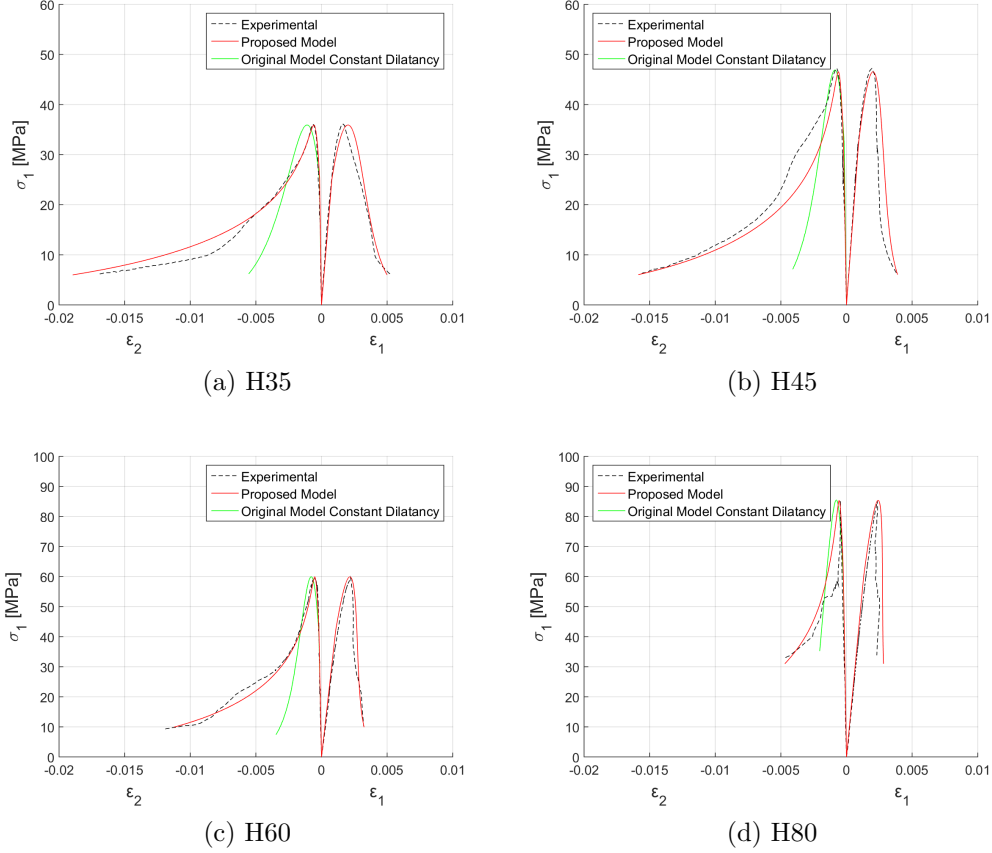 60
50
40
30
20
10
0
σ1 [MPa]
Experimental
Proposed Model
Original Model Constant Dilatancy
-0.02 -0.015 -0.01 -0.005 0 0.005 0.01
ε2 ε1
(a) H35
60
50
40
30
20
10
0
σ1 [MPa]
Experimental
Proposed Model
Original Model Constant Dilatancy
-0.02 -0.015 -0.01 -0.005 0 0.005 0.01
ε2 ε1
(b) H45
100
90
80
70
60
50
40
30
20
10
0
σ1 [MPa]
Experimental
Proposed Model
Original Model Constant Dilatancy
-0.02 -0.015 -0.01 -0.005 0 0.005 0.01
ε2 ε1
(c) H60
100
90
80
70
60
50
40
30
20
10
0
σ1 [MPa]
Experimental
Proposed Model
Original Model Constant Dilatancy
-0.02 -0.015 -0.01 -0.005 0 0.005 0.01
ε2 ε1
(d) H80